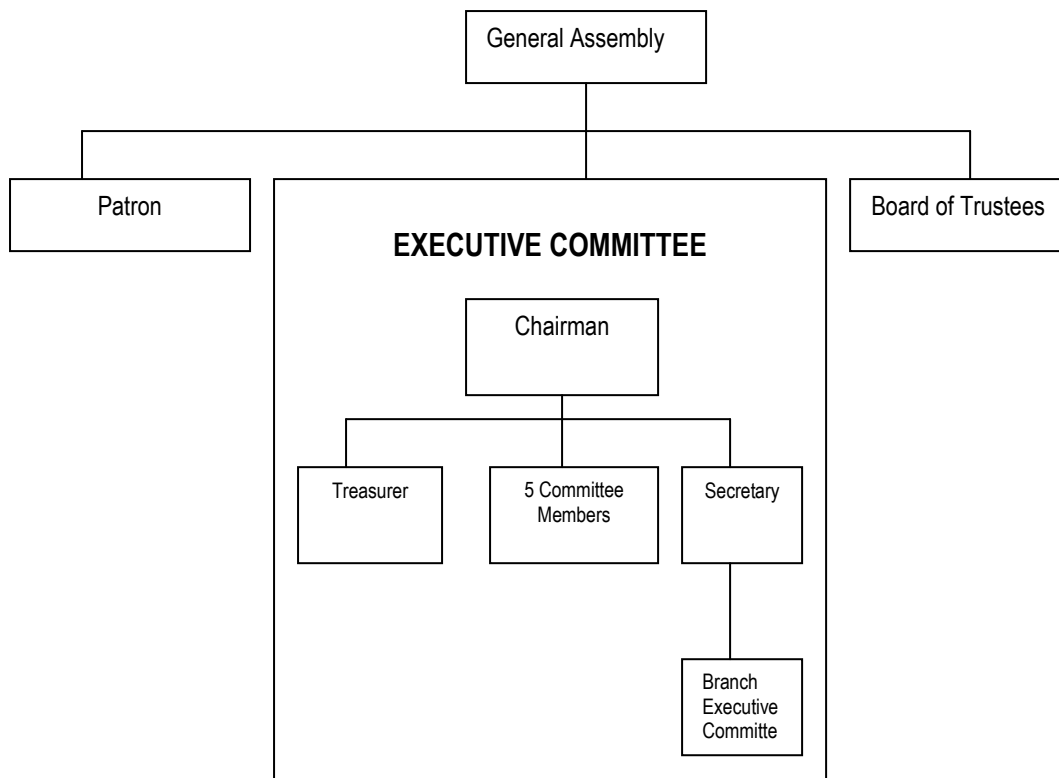 General Assembly
Patron
Board of Trustees
EXECUTIVE COMMITTEE
Chairman
Treasurer
5 Committee
Members
Secretary
Branch
Executive
Committe